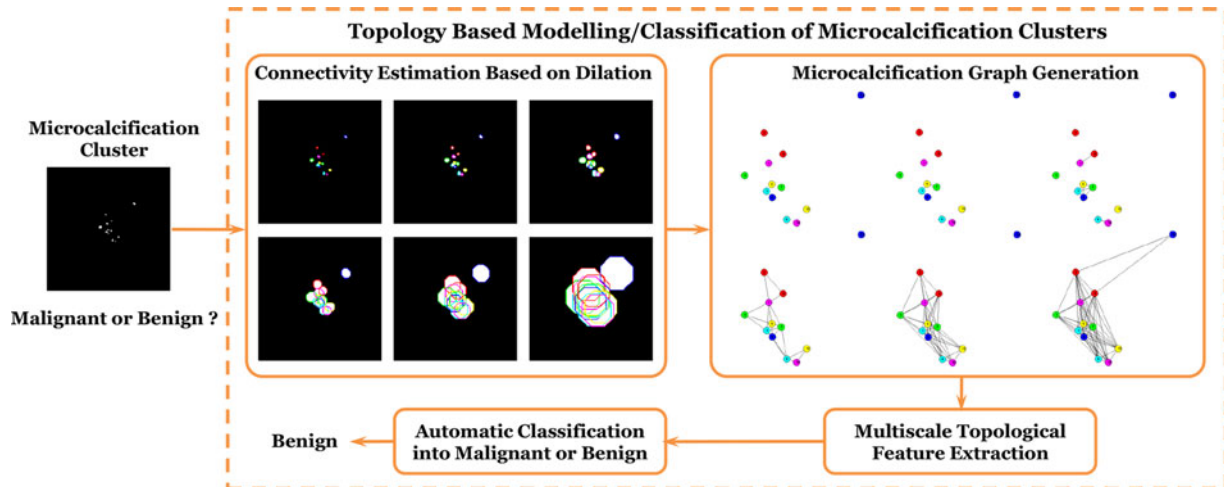 Topology Based Modelling/Classification of Microcalcification Clusters
Microcalcification
Cluster
Malignant or Benign ?
Connectivity Estimation Based on Dilation
Microcalcification Graph Generation
Multiscale Topological
Feature Extraction
Automatic Classification
into Malignant or Benign
Benign